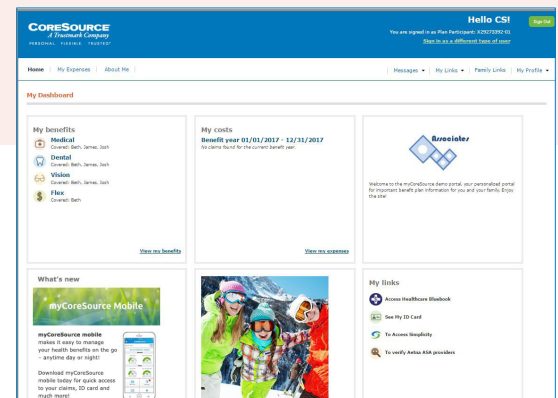 CORESOURCE
A Trustmark Company
PERSONAL. FLEXIBLE. TRUSTED.
Hello CS!
Sign Out
You are signed in as Plan Participant: X29273392-01
Sign in as a different type of user
Home
My Expenses
About Me
Messages
My Links
Family Links
My Profile
My Dashboard
My benefits
Medical
Covered: Beth, James, Josh
Dental
Covered: Beth, James, Josh
Vision
Covered: Beth, James, Josh
Flex
Covered: Beth
View my benefits
My costs
Benefit year 01/01/2017 - 12/31/2017
No claims found for the current benefit year.
View my expenses
Associates
Welcome to the myCoreSource demo portal, your personalized portal
for important benefit plan information for you and your family. Enjoy
the site!
What's new
myCoreSource Mobile
myCoreSource mobile
makes it easy to manage
your health benefits on the go
- anytime day or night!
Download myCoreSource
mobile today for quick access
to your claims, ID card and
much more!
My links
Access Healthcare Bluebook
See My ID Card
To Access Simplicity
To verify Aetna ASA providers